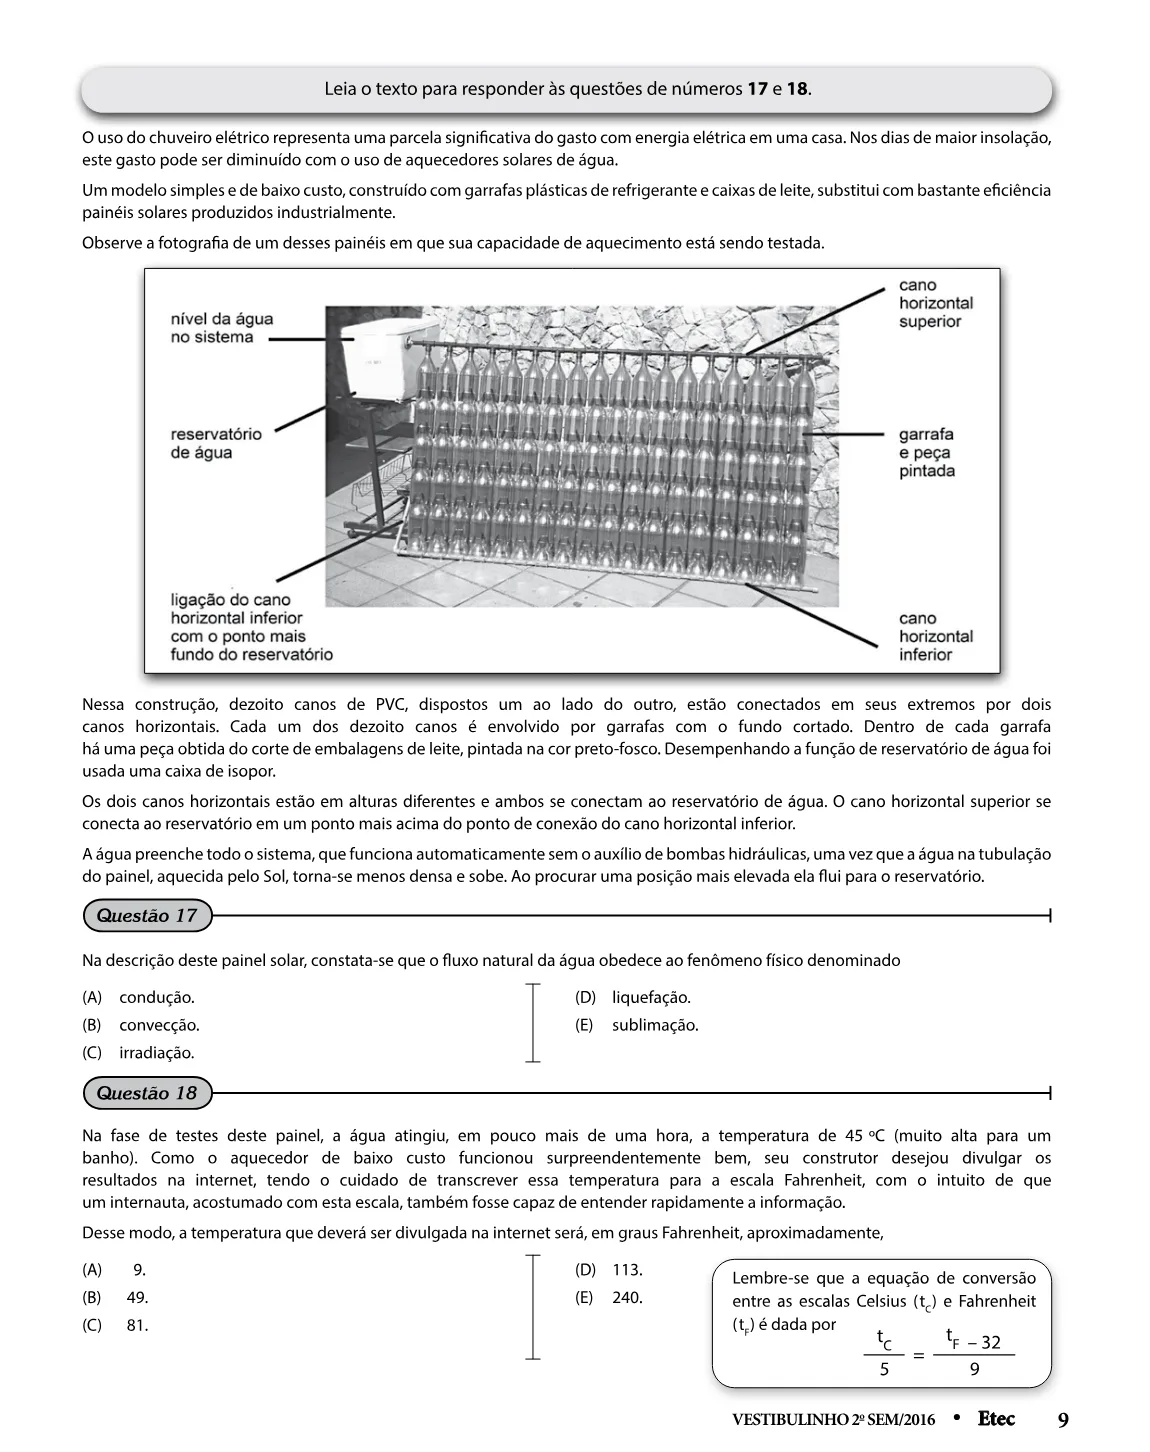 Leia o texto para responder às questões de números 17 e 18.
O uso do chuveiro elétrico representa uma parcela significativa do gasto com energia elétrica em uma casa. Nos dias de maior insolação,
este gasto pode ser diminuído com o uso de aquecedores solares de água.
Um modelo simples e de baixo custo, construído com garrafas plásticas de refrigerante e caixas de leite, substitui com bastante eficiência
painéis solares produzidos industrialmente.
Observe a fotografia de um desses painéis em que sua capacidade de aquecimento está sendo testada.
nível da água
no sistema
reservatório
de água
ligação do cano
horizontal inferior
com o ponto mais
fundo do reservatório
cano
horizontal
superior
garrafa
e peça
pintada
cano
horizontal
inferior
Nessa construção, dezoito canos de PVC, dispostos um ao lado do outro, estão conectados em seus extremos por dois
canos horizontais. Cada um dos dezoito canos é envolvido por garrafas com o fundo cortado. Dentro de cada garrafa
há uma peça obtida do corte de embalagens de leite, pintada na cor preto-fosco. Desempenhando a função de reservatório de água foi
usada uma caixa de isopor.
Os dois canos horizontais estão em alturas diferentes e ambos se conectam ao reservatório de água. O cano horizontal superior se
conecta ao reservatório em um ponto mais acima do ponto de conexão do cano horizontal inferior.
A água preenche todo o sistema, que funciona automaticamente sem o auxílio de bombas hidráulicas, uma vez que a água na tubulação
do painel, aquecida pelo Sol, torna-se menos densa e sobe. Ao procurar uma posição mais elevada ela flui para o reservatório.
Questão 17
Na descrição deste painel solar, constata-se que o fluxo natural da água obedece ao fenômeno físico denominado
(A) condução.
(B) convecção.
(C) irradiação.
(D) liquefação.
(E) sublimação.
Questão 18
Na fase de testes deste painel, a água atingiu, em pouco mais de uma hora, a temperatura de 45 ºC (muito alta para um
banho). Como o aquecedor de baixo custo funcionou surpreendentemente bem, seu construtor desejou divulgar os
resultados na internet, tendo o cuidado de transcrever essa temperatura para a escala Fahrenheit, com o intuito de que
um internauta, acostumado com esta escala, também fosse capaz de entender rapidamente a informação.
Desse modo, a temperatura que deverá ser divulgada na internet será, em graus Fahrenheit, aproximadamente,
(A) 9.
(B) 49.
(C) 81.
(D) 113.
(E) 240.
Lembre-se que a equação de conversão
entre as escalas Celsius (tC) e Fahrenheit
(tF) é dada por
tC / 5 = tF – 32 / 9
VESTIBULINHO 2º SEM/2016 • Etec 9